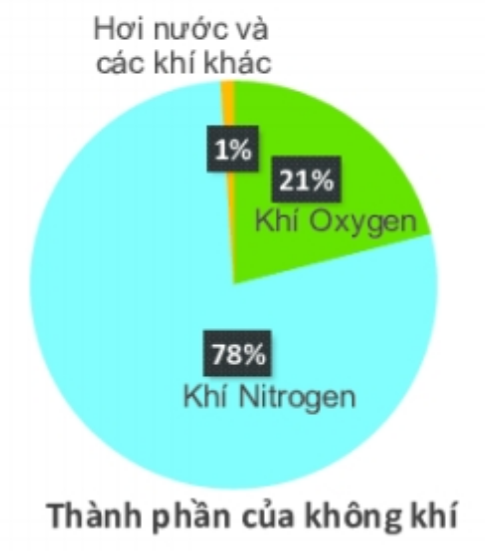 Hơi nước và
các khí khác
1%
21%
Khí Oxygen
78%
Khí Nitrogen
Thành phần của không khí